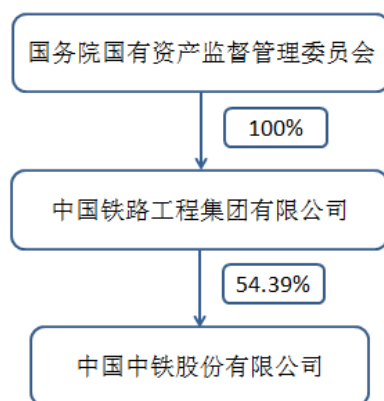 国务院国有资产监督管理委员会
100%
中国铁路工程集团有限公司
54.39%
中国中铁股份有限公司